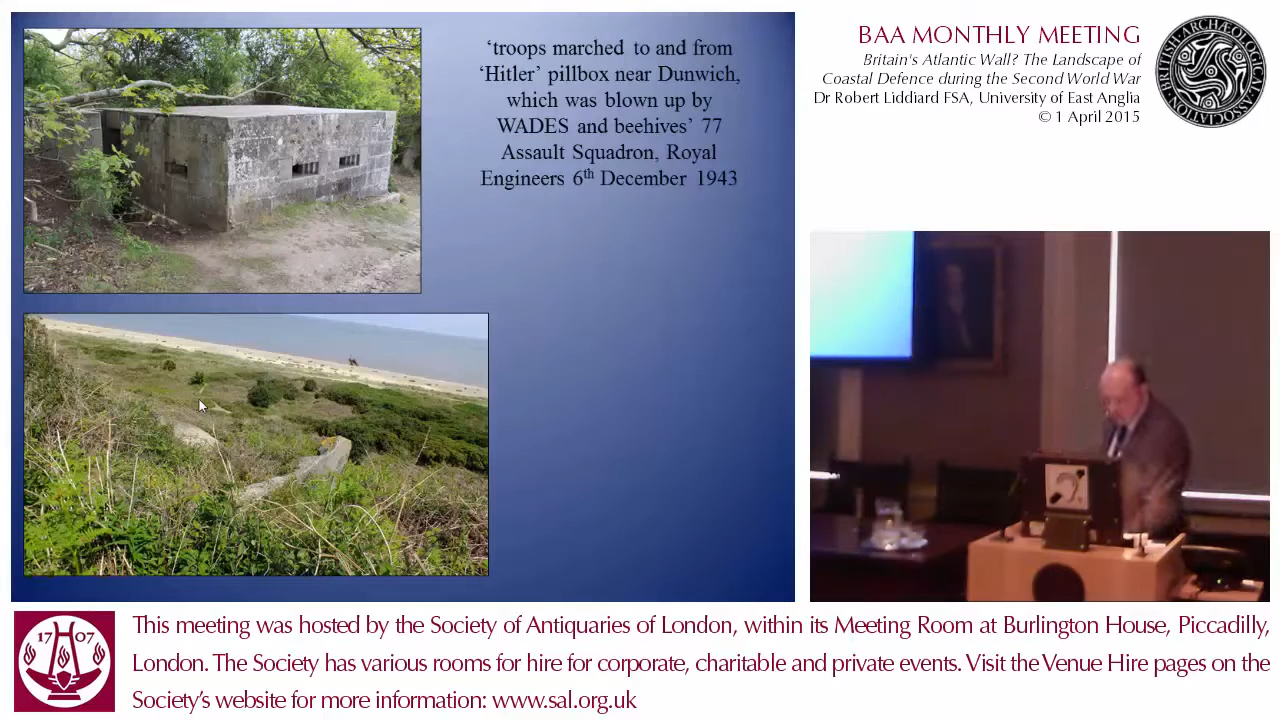 ‘troops marched to and from
‘Hitler’ pillbox near Dunwich,
which was blown up by
WADES and beehives’ 77
Assault Squadron, Royal
Engineers 6th December 1943
BAA MONTHLY MEETING
Britain's Atlantic Wall? The Landscape of
Coastal Defence during the Second World War
Dr Robert Liddiard FSA, University of East Anglia
© 1 April 2015
BRITISH ARCHÆOLOGICAL ASSOCIATION
1707
This meeting was hosted by the Society of Antiquaries of London, within its Meeting Room at Burlington House, Piccadilly,
London. The Society has various rooms for hire for corporate, charitable and private events. Visit the Venue Hire pages on the
Society’s website for more information: www.sal.org.uk